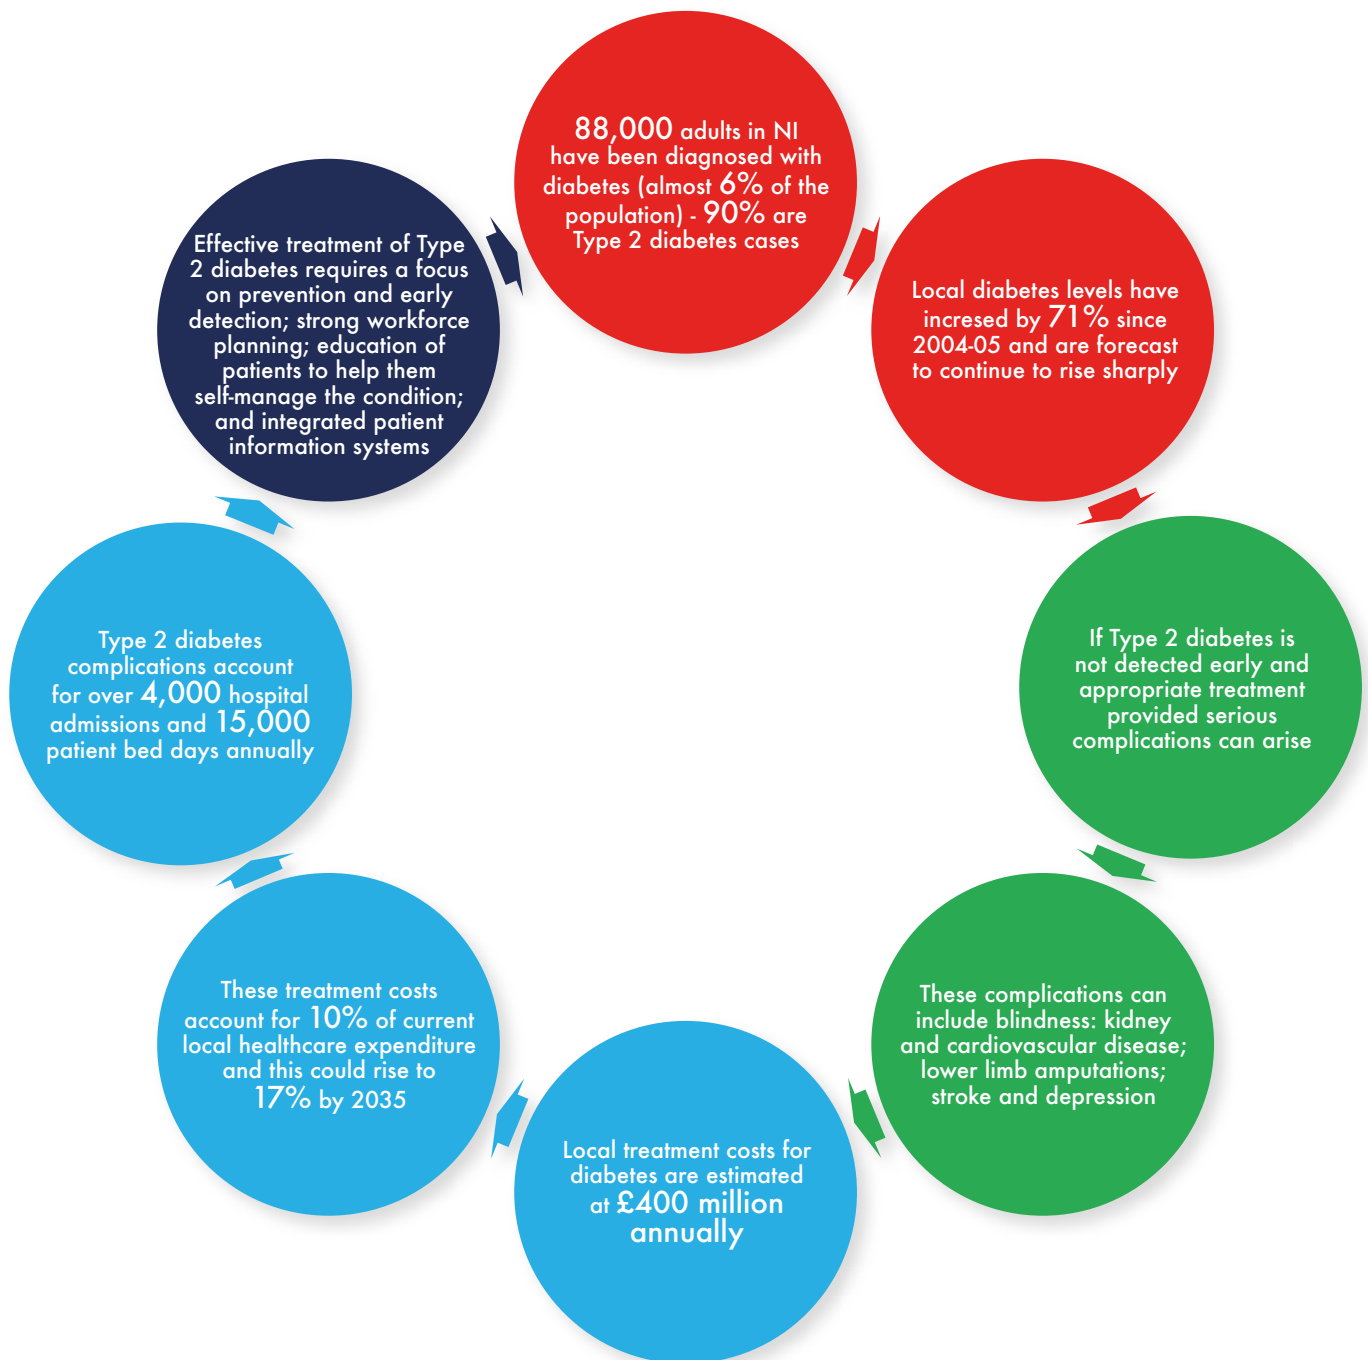 88,000 adults in NI
have been diagnosed with
diabetes (almost 6% of the
population) - 90% are
Type 2 diabetes cases
Local diabetes levels have
incresed by 71% since
2004-05 and are forecast
to continue to rise sharply
If Type 2 diabetes is
not detected early and
appropriate treatment
provided serious
complications can arise
These complications can
include blindness: kidney
and cardiovascular disease;
lower limb amputations;
stroke and depression
Local treatment costs for
diabetes are estimated
at £400 million
annually
These treatment costs
account for 10% of current
local healthcare expenditure
and this could rise to
17% by 2035
Type 2 diabetes
complications account
for over 4,000 hospital
admissions and 15,000
patient bed days annually
Effective treatment of Type
2 diabetes requires a focus
on prevention and early
detection; strong workforce
planning; education of
patients to help them
self-manage the condition;
and integrated patient
information systems